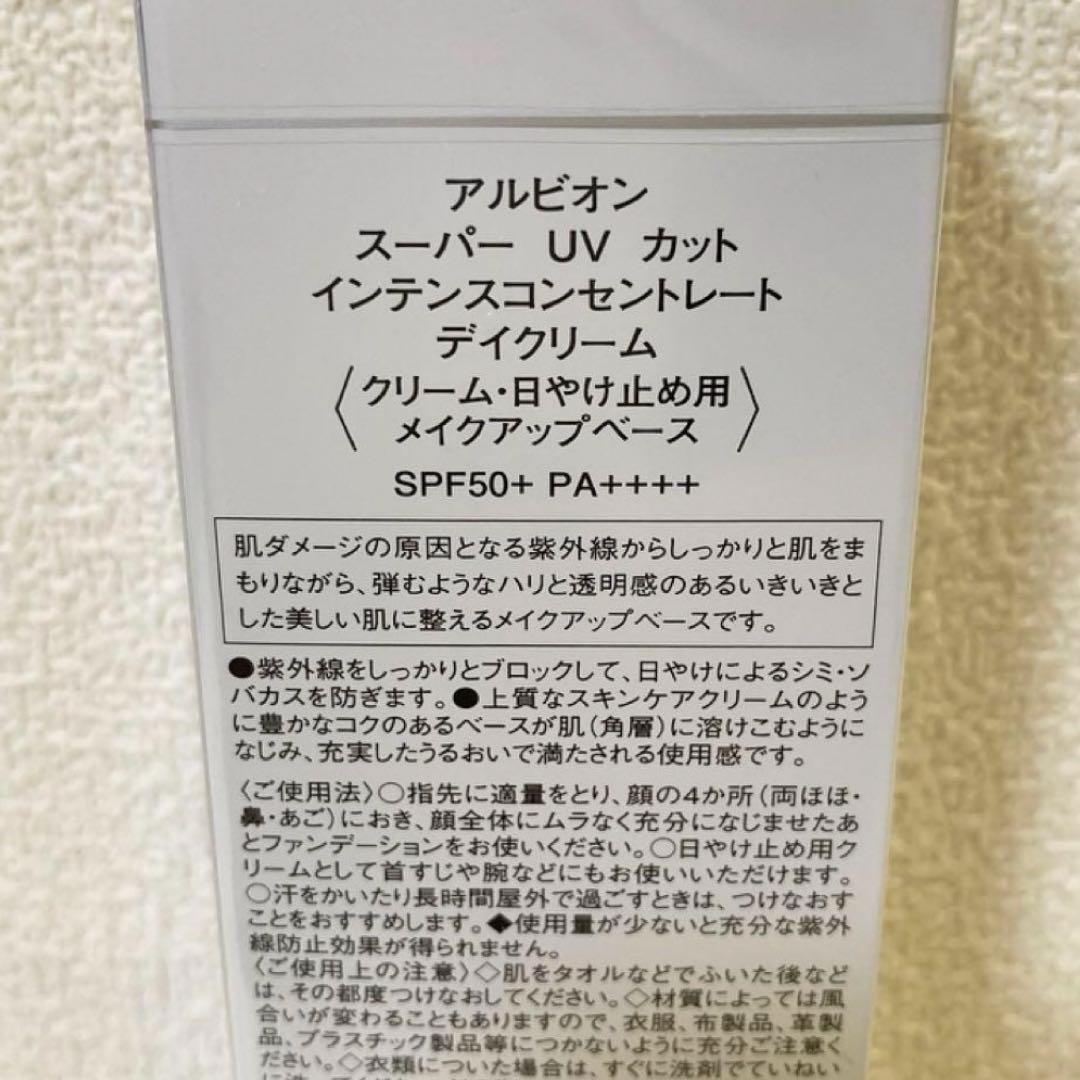 アルビオン
スーパー UV カット
インテンスコンセントレート
デイクリーム
〈クリーム・日やけ止め用
メイクアップベース〉
SPF50+ PA++++
肌ダメージの原因となる紫外線からしっかりと肌をま
もりながら、弾むようなハリと透明感のあるいきいきと
した美しい肌に整えるメイクアップベースです。
●紫外線をしっかりとブロックして、日やけによるシミ・ソ
バカスを防ぎます。●上質なスキンケアクリームのよう
に豊かなコクのあるベースが肌(角層)に溶けこむように
なじみ、充実したうるおいで満たされる使用感です。
〈ご使用法〉○指先に適量をとり、顔の4か所(両ほほ・
鼻・あご)におき、顔全体にムラなく充分になじませたあ
とファンデーションをお使いください。○日やけ止め用ク
リームとして首すじや腕などにもお使いいただけます。
○汗をかいたり長時間屋外で過ごすときは、つけなおす
ことをおすすめします。◆使用量が少ないと充分な紫外
線防止効果が得られません。
〈ご使用上の注意〉◇肌をタオルなどでふいた後など
は、その都度つけなおしてください。◇材質によっては風
合いが変わることもありますので、衣服、布製品、革製
品、プラスチック製品等につかないように充分ご注意く
ださい。◇衣類についた場合は、すぐに洗剤でていねい